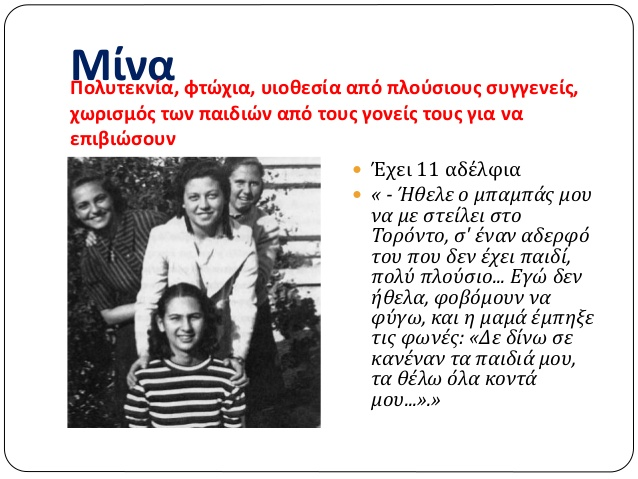 Μίνα
Πολυτεκνία, φτώχια, υιοθεσία από πλούσιους συγγενείς,
χωρισμός των παιδιών από τους γονείς τους για να
επιβιώσουν
Έχει 11 αδέλφια
« - Ήθελε ο μπαμπάς μου
να με στείλει στο
Τορόντο, σ' έναν αδερφό
του που δεν έχει παιδί,
πολύ πλούσιο... Εγώ δεν
ήθελα, φοβόμουν να
φύγω, και η μαμά έμπηξε
τις φωνές: «Δε δίνω σε
κανέναν τα παιδιά μου,
τα θέλω όλα κοντά
μου...».»